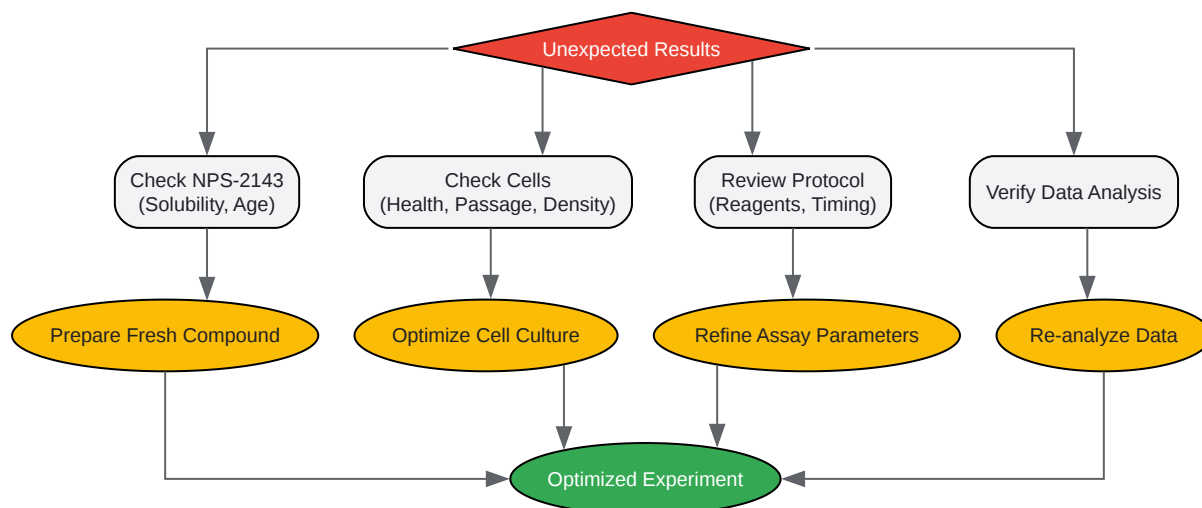 Unexpected Results
Check NPS-2143
(Solubility, Age)
Check Cells
(Health, Passage, Density)
Review Protocol
(Reagents, Timing)
Verify Data Analysis
Prepare Fresh Compound
Optimize Cell Culture
Refine Assay Parameters
Re-analyze Data
Optimized Experiment